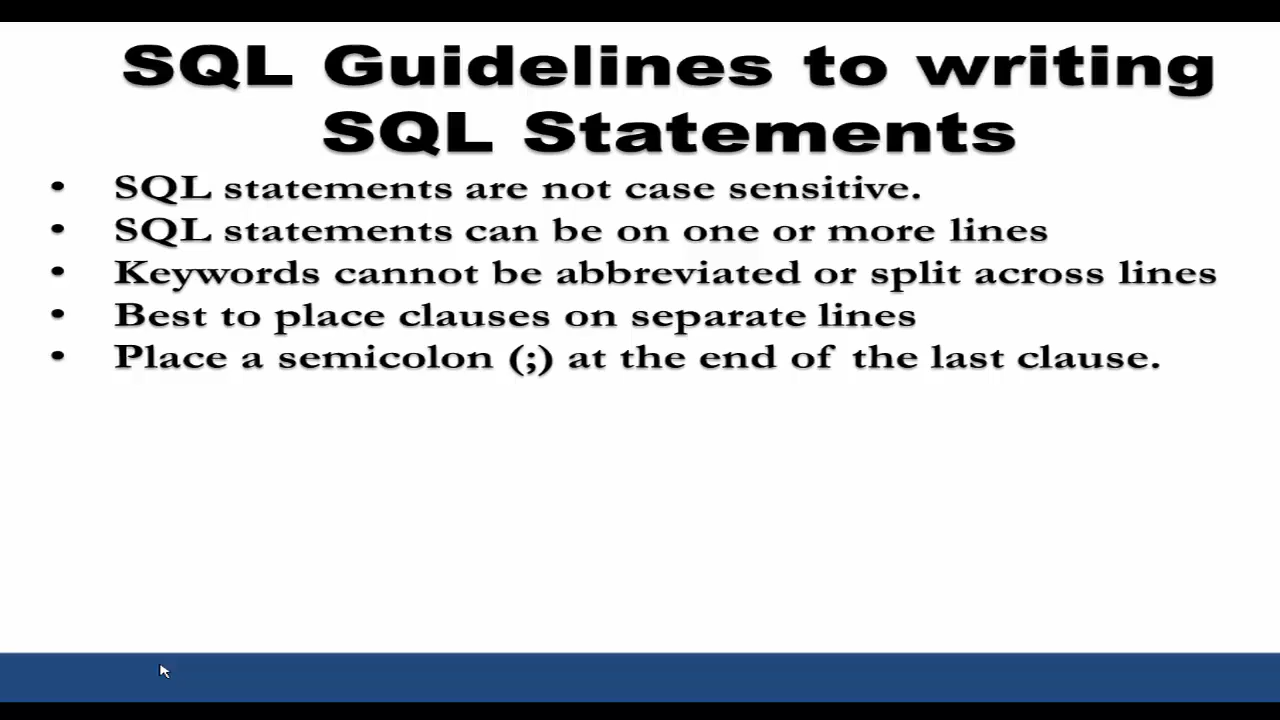 SQL Guidelines to writing
SQL Statements
• SQL statements are not case sensitive.
• SQL statements can be on one or more lines
• Keywords cannot be abbreviated or split across lines
• Best to place clauses on separate lines
• Place a semicolon (;) at the end of the last clause.